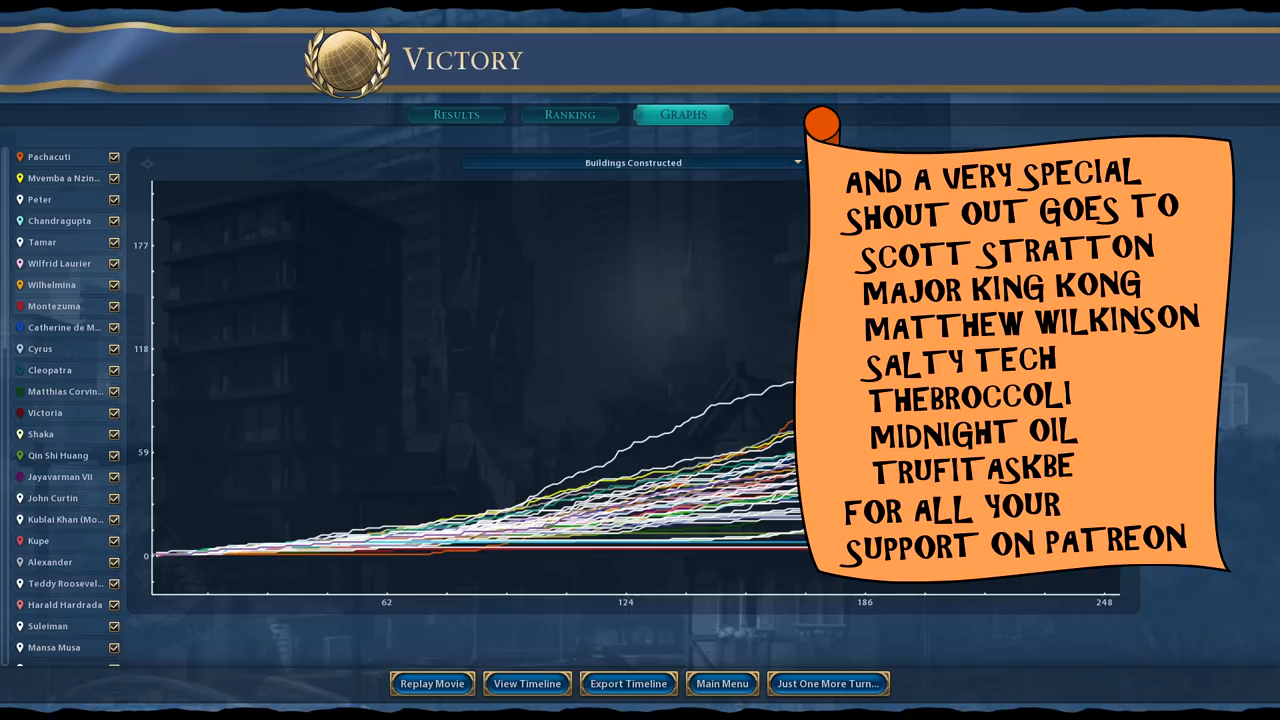 VICTORY
RESULTS
RANKING
GRAPHS
Pachacuti
Mvemba a Nzin...
Peter
Chandragupta
Tamar
Wilfrid Laurier
Wilhelmina
Montezuma
Catherine de M...
Cyrus
Cleopatra
Matthias Corvin...
Victoria
Shaka
Qin Shi Huang
Jayavarman VII
John Curtin
Kublai Khan (Mo...
Kupe
Alexander
Teddy Roosevel...
Harald Hardrada
Suleiman
Mansa Musa
Buildings Constructed
177
118
59
0
62
124
186
248
AND A VERY SPECIAL
SHOUT OUT GOES TO
SCOTT STRATTON
MAJOR KING KONG
MATTHEW WILKINSON
SALTY TECH
THEBROCCOLI
MIDNIGHT OIL
TRUFITASKBE
FOR ALL YOUR
SUPPORT ON PATREON
Replay Movie
View Timeline
Export Timeline
Main Menu
Just One More Turn...